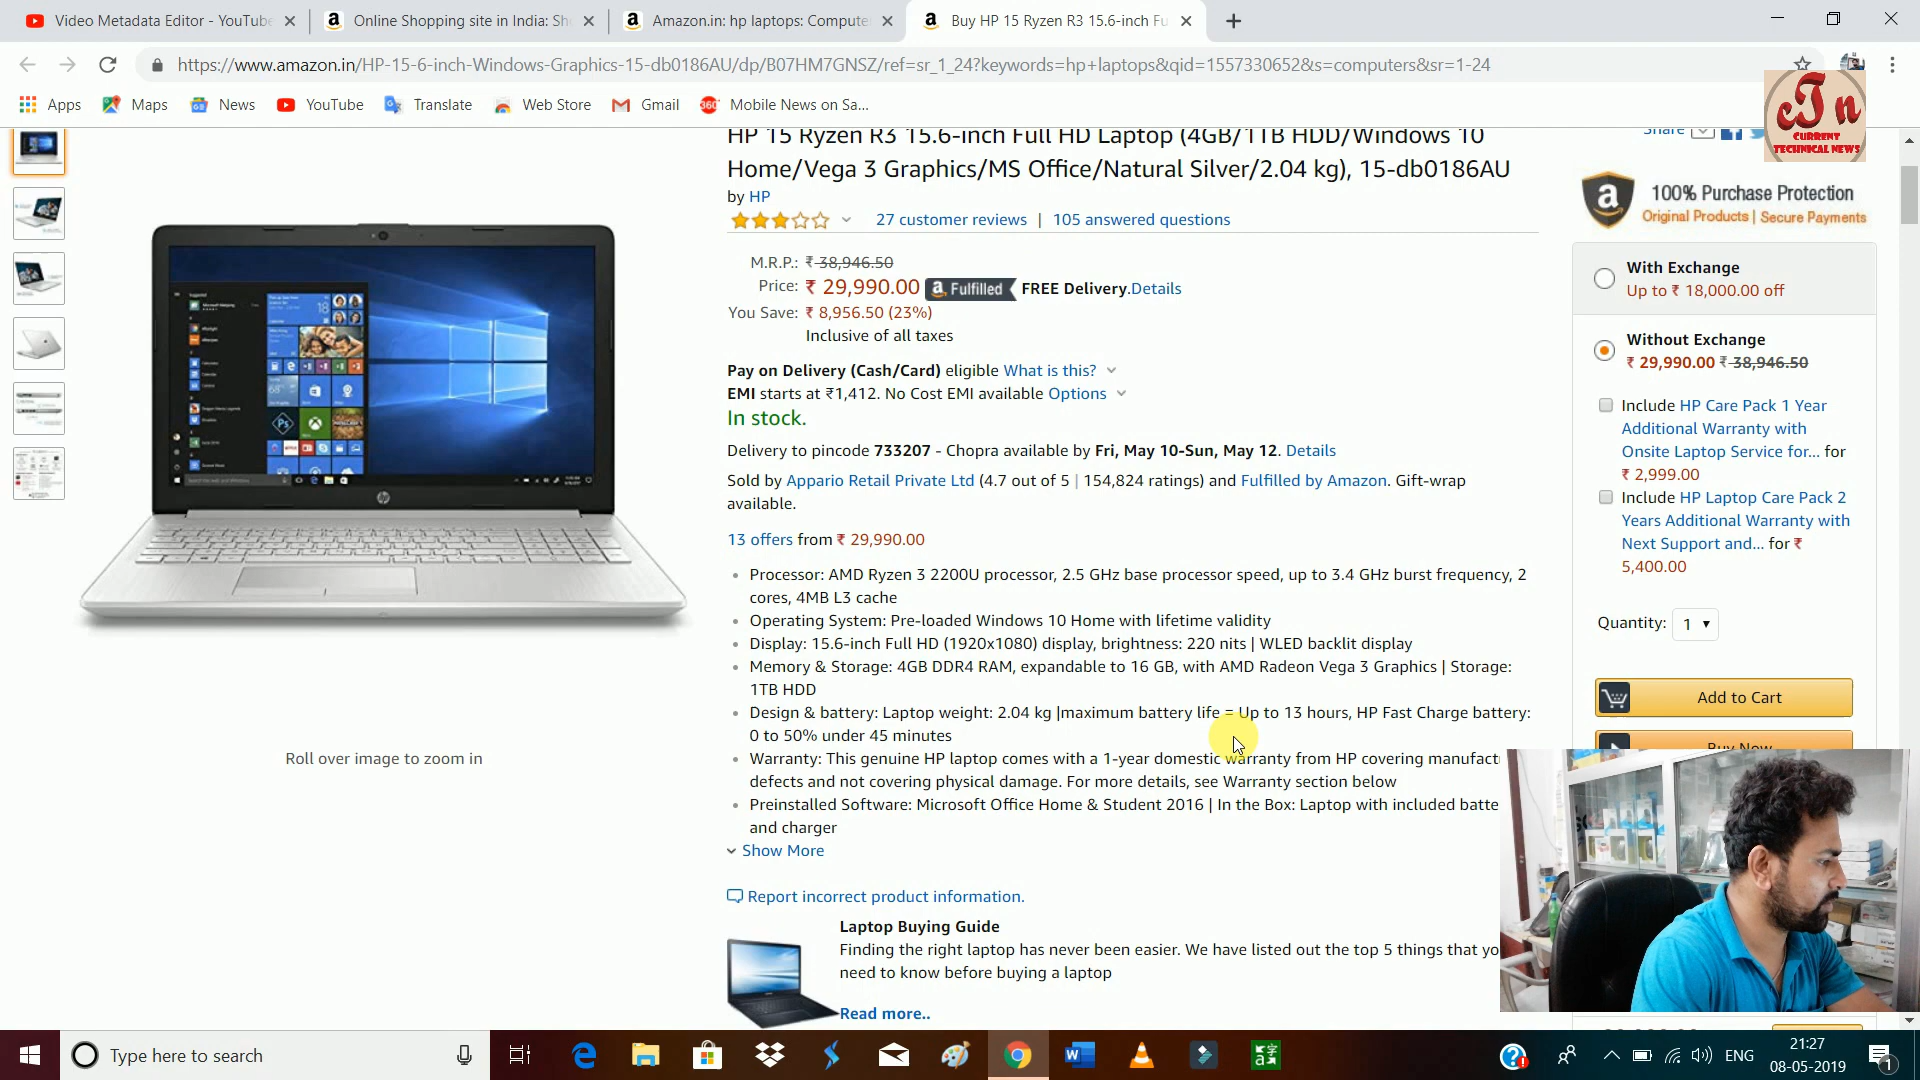 Video Metadata Editor - YouTube
Online Shopping site in India: Sh
Amazon.in: hp laptops: Compute
Buy HP 15 Ryzen R3 15.6-inch Fu
https://www.amazon.in/HP-15-6-inch-Windows-Graphics-15-db0186AU/dp/B07HM7GNSZ/ref=sr_1_24?keywords=hp+laptops&qid=1557330652&s=computers&sr=1-24
Apps
Maps
News
YouTube
Translate
Web Store
Gmail
Mobile News on Sa...
cTn
CURRENT
TECHNICAL NEWS
HP 15 Ryzen R3 15.6-inch Full HD Laptop (4GB/1TB HDD/Windows 10
Home/Vega 3 Graphics/MS Office/Natural Silver/2.04 kg), 15-db0186AU
by HP
27 customer reviews | 105 answered questions
M.R.P.: ₹ 38,946.50
Price: ₹ 29,990.00 a Fulfilled FREE Delivery.Details
You Save: ₹ 8,956.50 (23%)
Inclusive of all taxes
Pay on Delivery (Cash/Card) eligible What is this?
EMI starts at ₹1,412. No Cost EMI available Options
In stock.
Delivery to pincode 733207 - Chopra available by Fri, May 10-Sun, May 12. Details
Sold by Appario Retail Private Ltd (4.7 out of 5 | 154,824 ratings) and Fulfilled by Amazon. Gift-wrap
available.
13 offers from ₹ 29,990.00
• Processor: AMD Ryzen 3 2200U processor, 2.5 GHz base processor speed, up to 3.4 GHz burst frequency, 2
cores, 4MB L3 cache
• Operating System: Pre-loaded Windows 10 Home with lifetime validity
• Display: 15.6-inch Full HD (1920x1080) display, brightness: 220 nits | WLED backlit display
• Memory & Storage: 4GB DDR4 RAM, expandable to 16 GB, with AMD Radeon Vega 3 Graphics | Storage:
1TB HDD
• Design & battery: Laptop weight: 2.04 kg |maximum battery life = Up to 13 hours, HP Fast Charge battery:
0 to 50% under 45 minutes
• Warranty: This genuine HP laptop comes with a 1-year domestic warranty from HP covering manufact
defects and not covering physical damage. For more details, see Warranty section below
• Preinstalled Software: Microsoft Office Home & Student 2016 | In the Box: Laptop with included batte
and charger
Show More
Report incorrect product information.
Laptop Buying Guide
Finding the right laptop has never been easier. We have listed out the top 5 things that yo
need to know before buying a laptop
Read more..
Roll over image to zoom in
Share
100% Purchase Protection
Original Products | Secure Payments
With Exchange
Up to ₹ 18,000.00 off
Without Exchange
₹ 29,990.00 ₹ 38,946.50
Include HP Care Pack 1 Year
Additional Warranty with
Onsite Laptop Service for... for
₹ 2,999.00
Include HP Laptop Care Pack 2
Years Additional Warranty with
Next Support and... for ₹
5,400.00
Quantity: 1
Add to Cart
Buy Now
Type here to search
ENG
21:27
08-05-2019
1